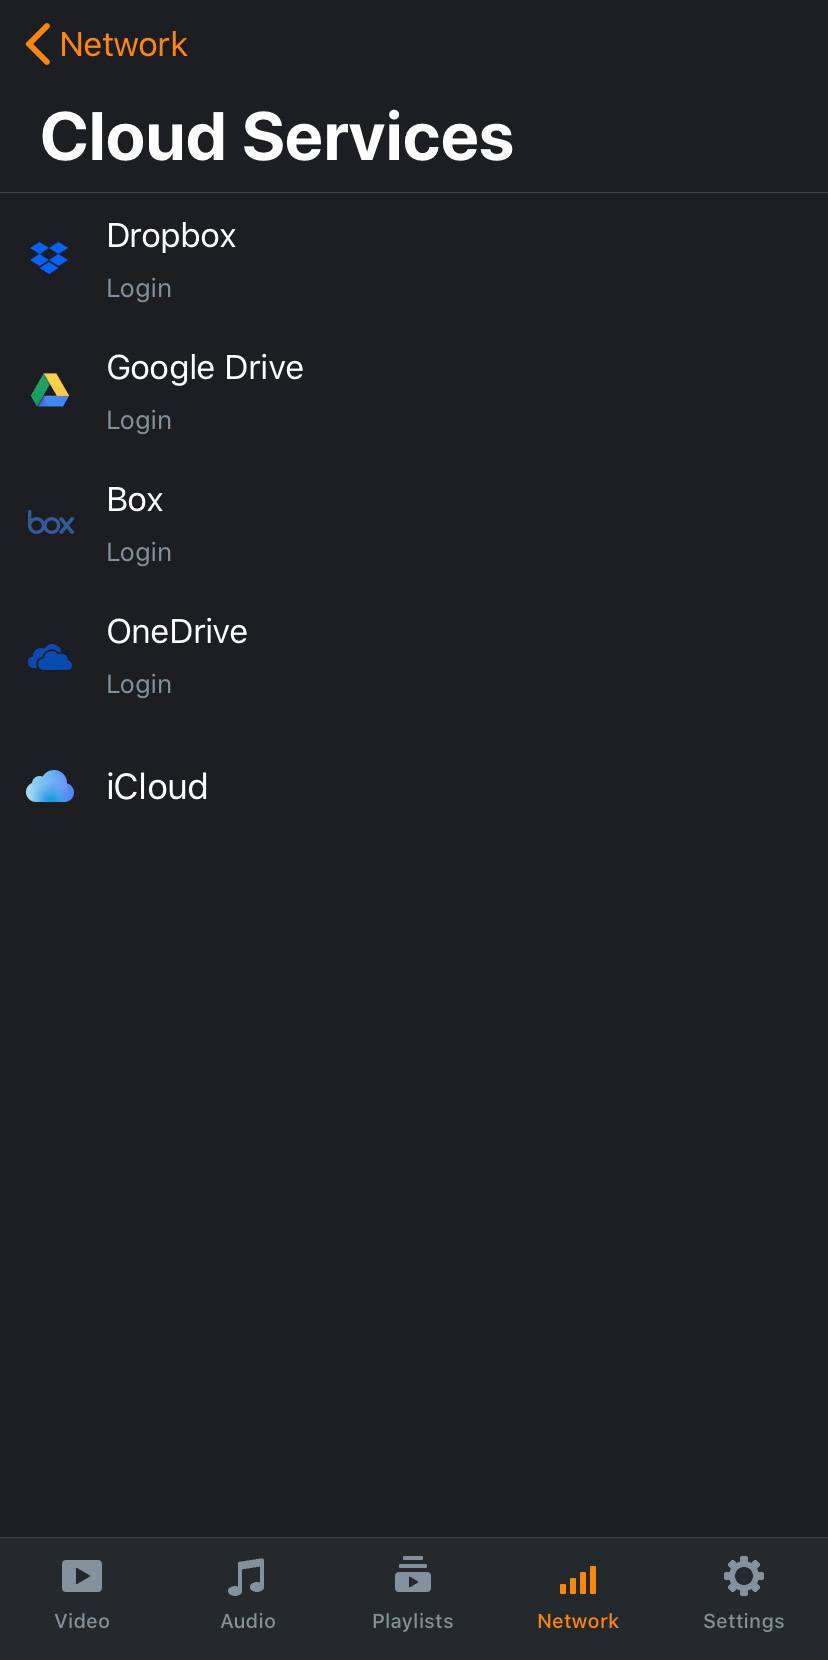 Network
Cloud Services
Dropbox
Login
Google Drive
Login
box
Box
Login
OneDrive
Login
iCloud
Video
Audio
Playlists
Network
Settings